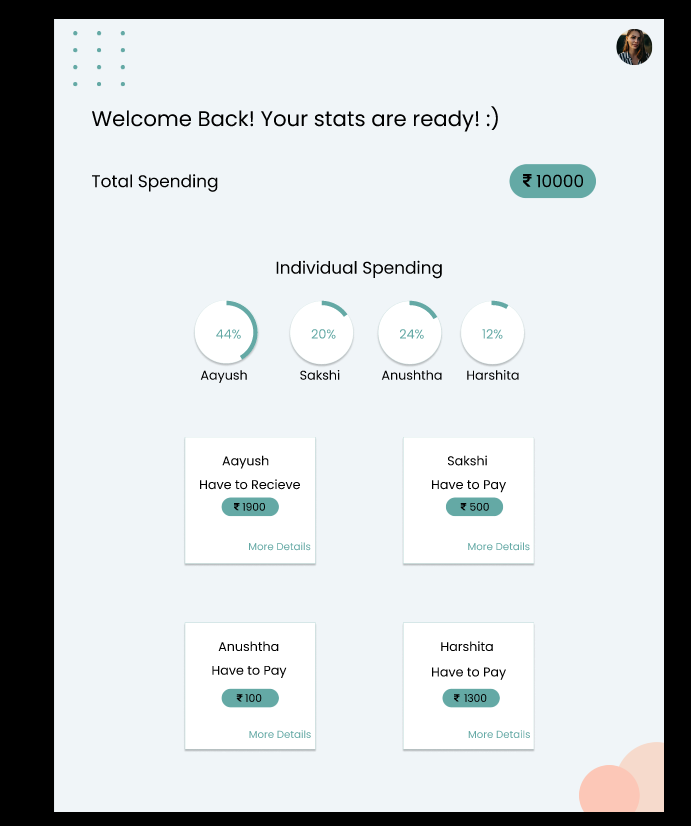 Welcome Back! Your stats are ready! :)
Total Spending
₹ 10000
Individual Spending
44%
20%
24%
12%
Aayush
Sakshi
Anushtha
Harshita
Aayush
Have to Recieve
₹ 1900
More Details
Sakshi
Have to Pay
₹ 500
More Details
Anushtha
Have to Pay
₹ 100
More Details
Harshita
Have to Pay
₹ 1300
More Details